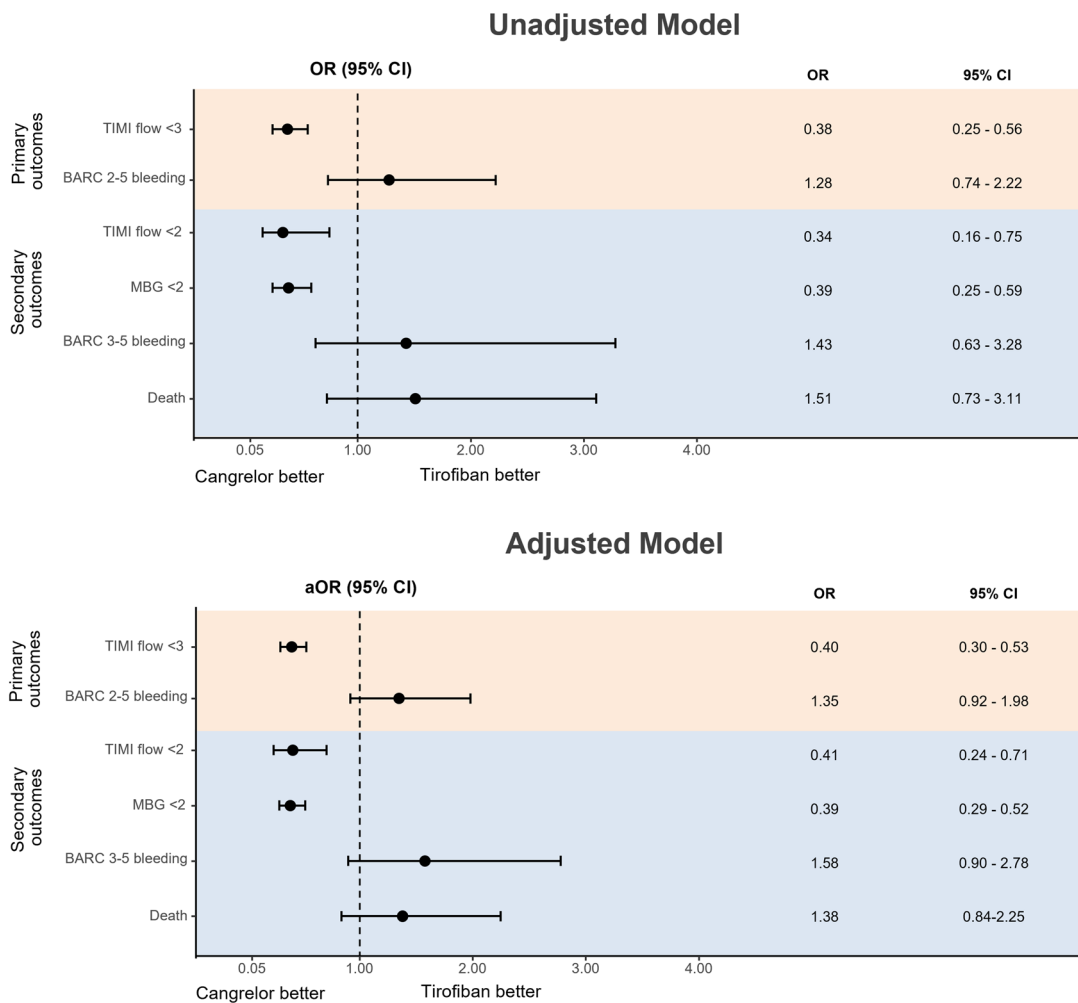 Unadjusted Model
OR (95% CI)
OR
95% CI
Primary
outcomes
TIMI flow <3
0.38
0.25 - 0.56
BARC 2-5 bleeding
1.28
0.74 - 2.22
Secondary
outcomes
TIMI flow <2
0.34
0.16 - 0.75
MBG <2
0.39
0.25 - 0.59
BARC 3-5 bleeding
1.43
0.63 - 3.28
Death
1.51
0.73 - 3.11
0.05
1.00
2.00
3.00
4.00
Cangrelor better
Tirofiban better
Adjusted Model
aOR (95% CI)
OR
95% CI
Primary
outcomes
TIMI flow <3
0.40
0.30 - 0.53
BARC 2-5 bleeding
1.35
0.92 - 1.98
Secondary
outcomes
TIMI flow <2
0.41
0.24 - 0.71
MBG <2
0.39
0.29 - 0.52
BARC 3-5 bleeding
1.58
0.90 - 2.78
Death
1.38
0.84-2.25
0.05
1.00
2.00
3.00
4.00
Cangrelor better
Tirofiban better